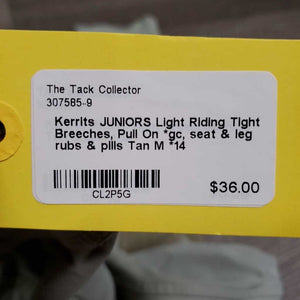 The Tack Collector
307585-9
Kerrits JUNIORS Light Riding Tight
Breeches, Pull On *gc, seat & leg
rubs & pills Tan M *14
CL2P5G
$36.00